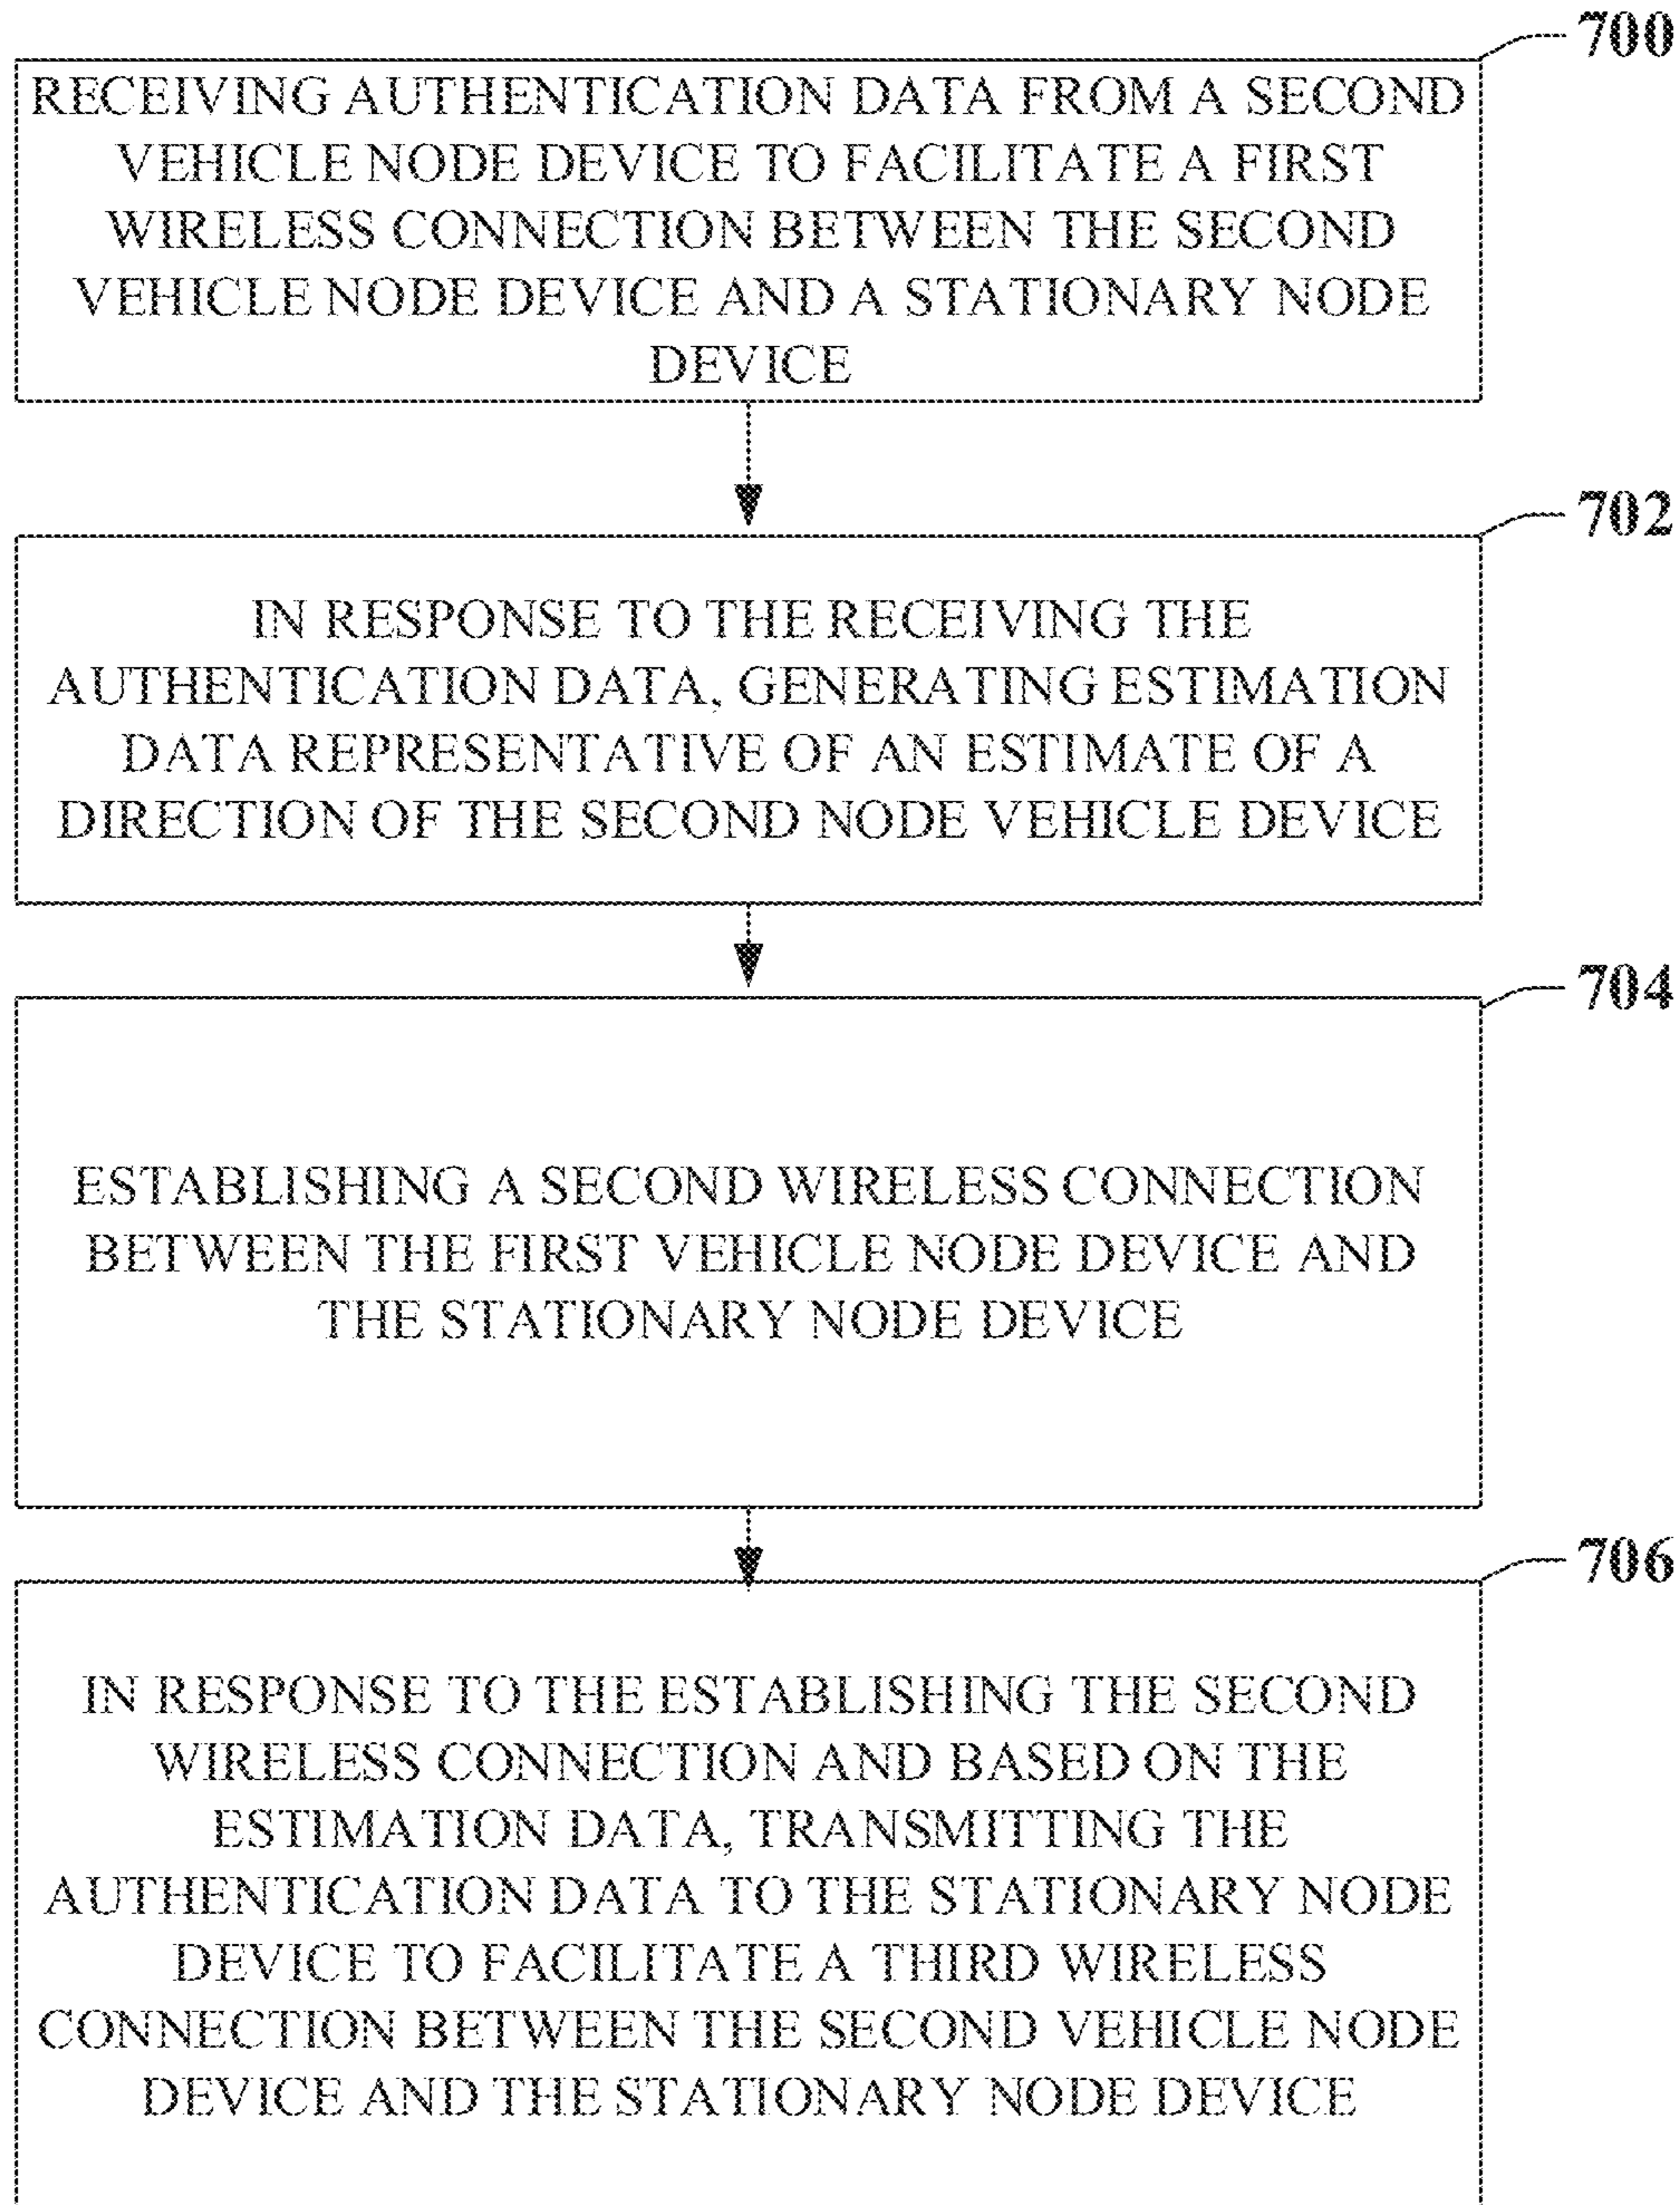 700
RECEIVING AUTHENTICATION DATA FROM A SECOND
VEHICLE NODE DEVICE TO FACILITATE A FIRST
WIRELESS CONNECTION BETWEEN THE SECOND
VEHICLE NODE DEVICE AND A STATIONARY NODE
DEVICE
702
IN RESPONSE TO THE RECEIVING THE
AUTHENTICATION DATA, GENERATING ESTIMATION
DATA REPRESENTATIVE OF AN ESTIMATE OF A
DIRECTION OF THE SECOND NODE VEHICLE DEVICE
704
ESTABLISHING A SECOND WIRELESS CONNECTION
BETWEEN THE FIRST VEHICLE NODE DEVICE AND
THE STATIONARY NODE DEVICE
706
IN RESPONSE TO THE ESTABLISHING THE SECOND
WIRELESS CONNECTION AND BASED ON THE
ESTIMATION DATA, TRANSMITTING THE
AUTHENTICATION DATA TO THE STATIONARY NODE
DEVICE TO FACILITATE A THIRD WIRELESS
CONNECTION BETWEEN THE SECOND VEHICLE NODE
DEVICE AND THE STATIONARY NODE DEVICE